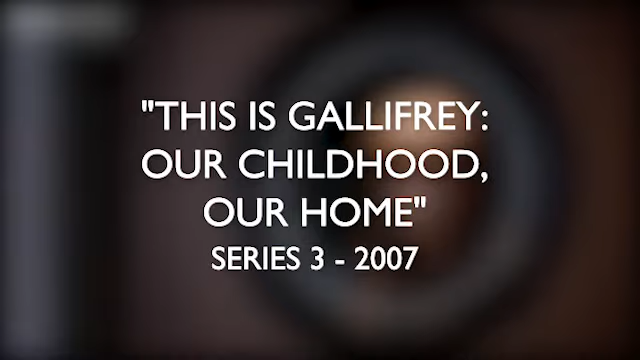 "THIS IS GALLIFREY:
OUR CHILDHOOD,
OUR HOME"
SERIES 3 - 2007